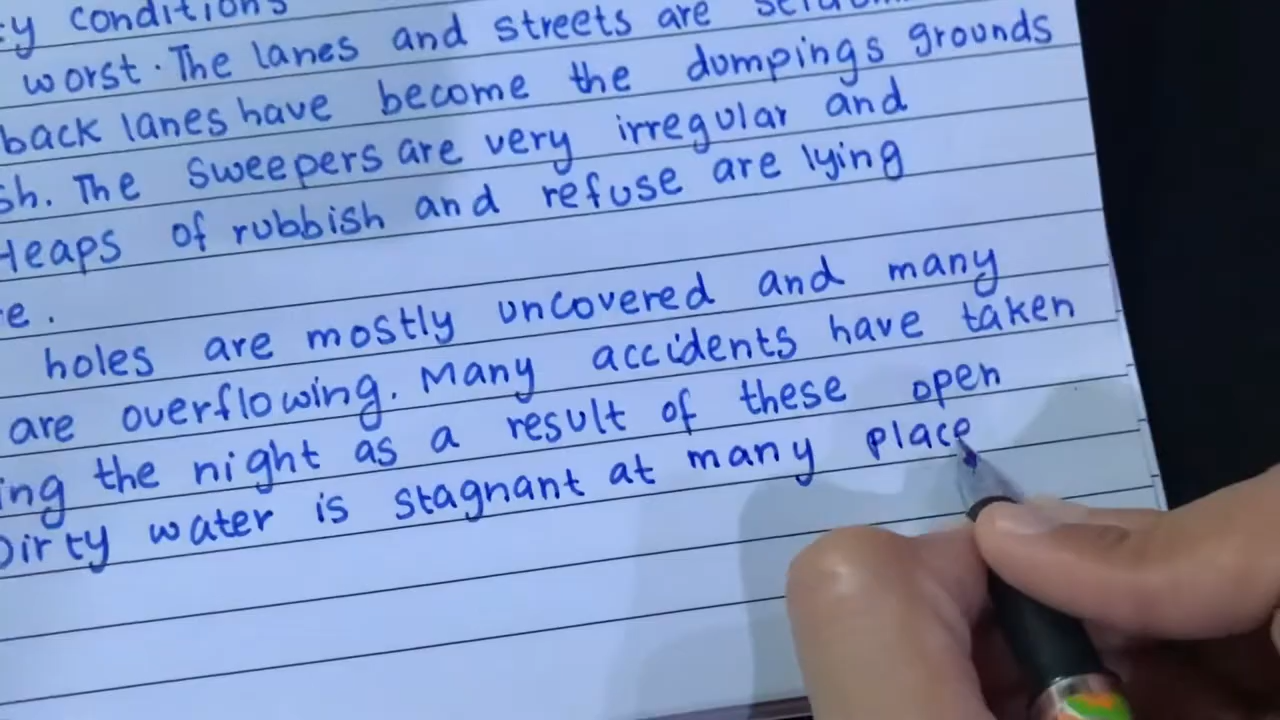 conditions
worst. The lanes and streets are
back lanes have become the dumpings grounds
sh. The sweepers are very irregular and
Heaps of rubbish and refuse are lying
e.
holes are mostly uncovered and many
are overflowing. Many accidents have taken
ing the night as a result of these open
Dirty water is stagnant at many place